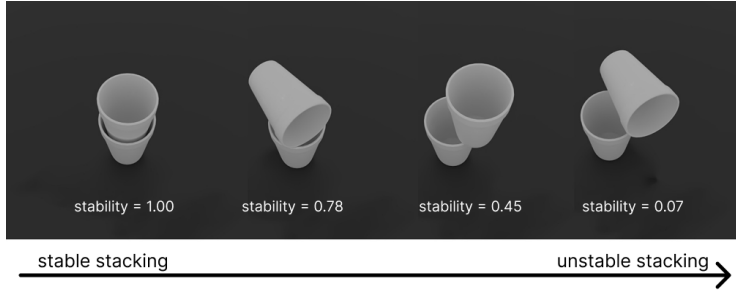 stability = 1.00
stability = 0.78
stability = 0.45
stability = 0.07
stable stacking
unstable stacking